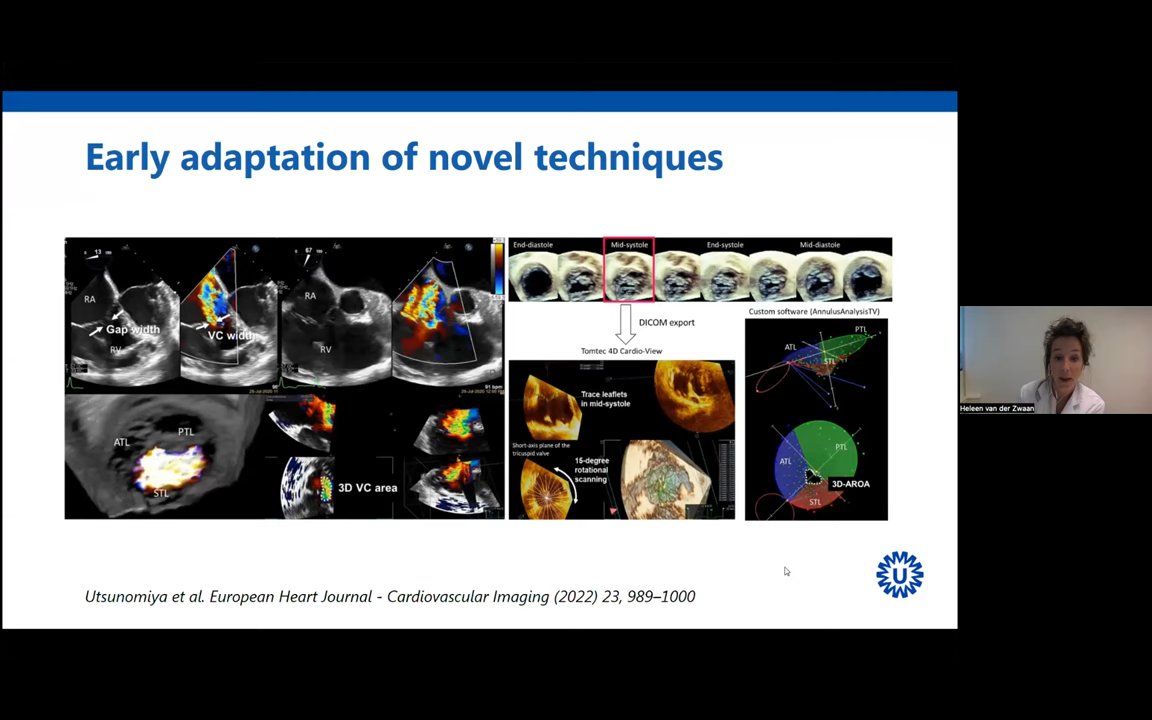 Early adaptation of novel techniques
13
RA
Gap width
RV
VC width
67
RA
RV
ATL
PTL
STL
3D VC area
End-diastole
Mid-systole
End-systole
Mid-diastole
DICOM export
Tomtec 4D Cardio-View
Trace leaflets
in mid-systole
Short-axis plane of the
tricuspid valve
15-degree
rotational
scanning
Custom software (AnnulusAnalysisTV)
PTL
ATL
STL
ATL
PTL
3D-AROA
STL
Heleen van der Zwaan
U
Utsunomiya et al. European Heart Journal - Cardiovascular Imaging (2022) 23, 989–1000